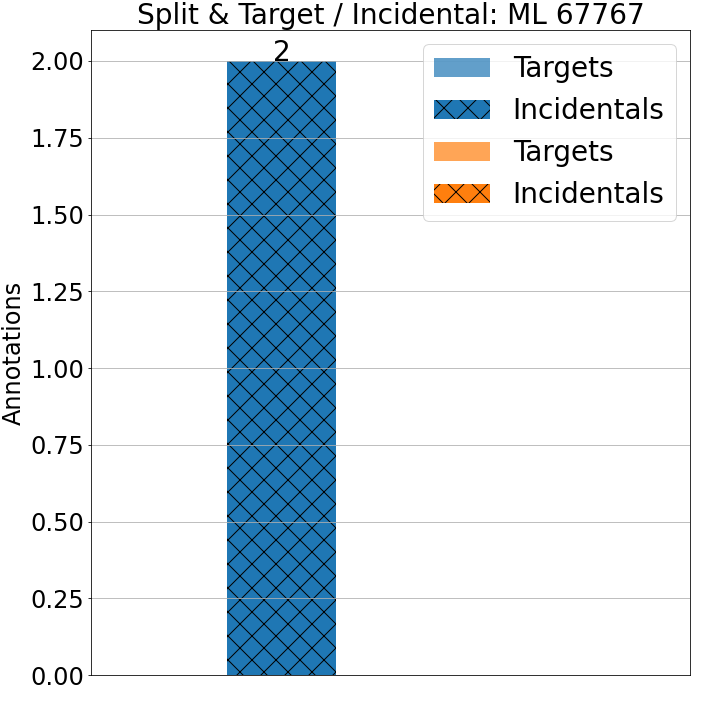 Split & Target / Incidental: ML 67767
2
Targets
Incidentals
Targets
Incidentals
Annotations
2.00
1.75
1.50
1.25
1.00
0.75
0.50
0.25
0.00